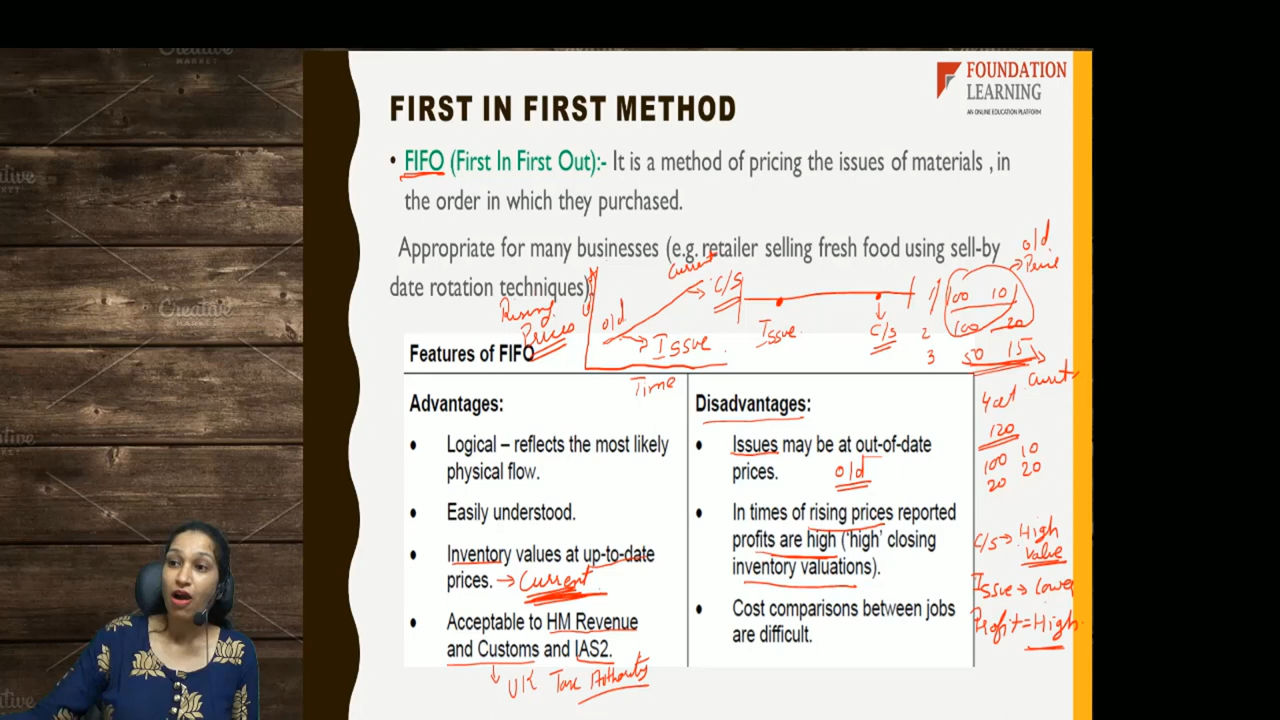 Creative
MARKET
FOUNDATION
LEARNING
AN ONLINE EDUCATION PLATFORM
FIRST IN FIRST METHOD
• FIFO (First In First Out):- It is a method of pricing the issues of materials , in
the order in which they purchased.
Appropriate for many businesses (e.g. retailer selling fresh food using sell-by
date rotation techniques).
old
Price
Current
C/S
1) 100 10
Rising
Prices
old
Issue
Issue
C/S
2 100 20
3 50 15
Time
Features of FIFO
Advantages:
• Logical – reflects the most likely
physical flow.
• Easily understood.
• Inventory values at up-to-date
prices. → Current
• Acceptable to HM Revenue
and Customs and IAS2.
UK Tax Authority
Disadvantages:
• Issues may be at out-of-date
prices.
old
• In times of rising prices reported
profits are high ('high' closing
inventory valuations).
• Cost comparisons between jobs
are difficult.
120
100 10
20 20
C/S → High
value
Issue → Lower
Profit = High